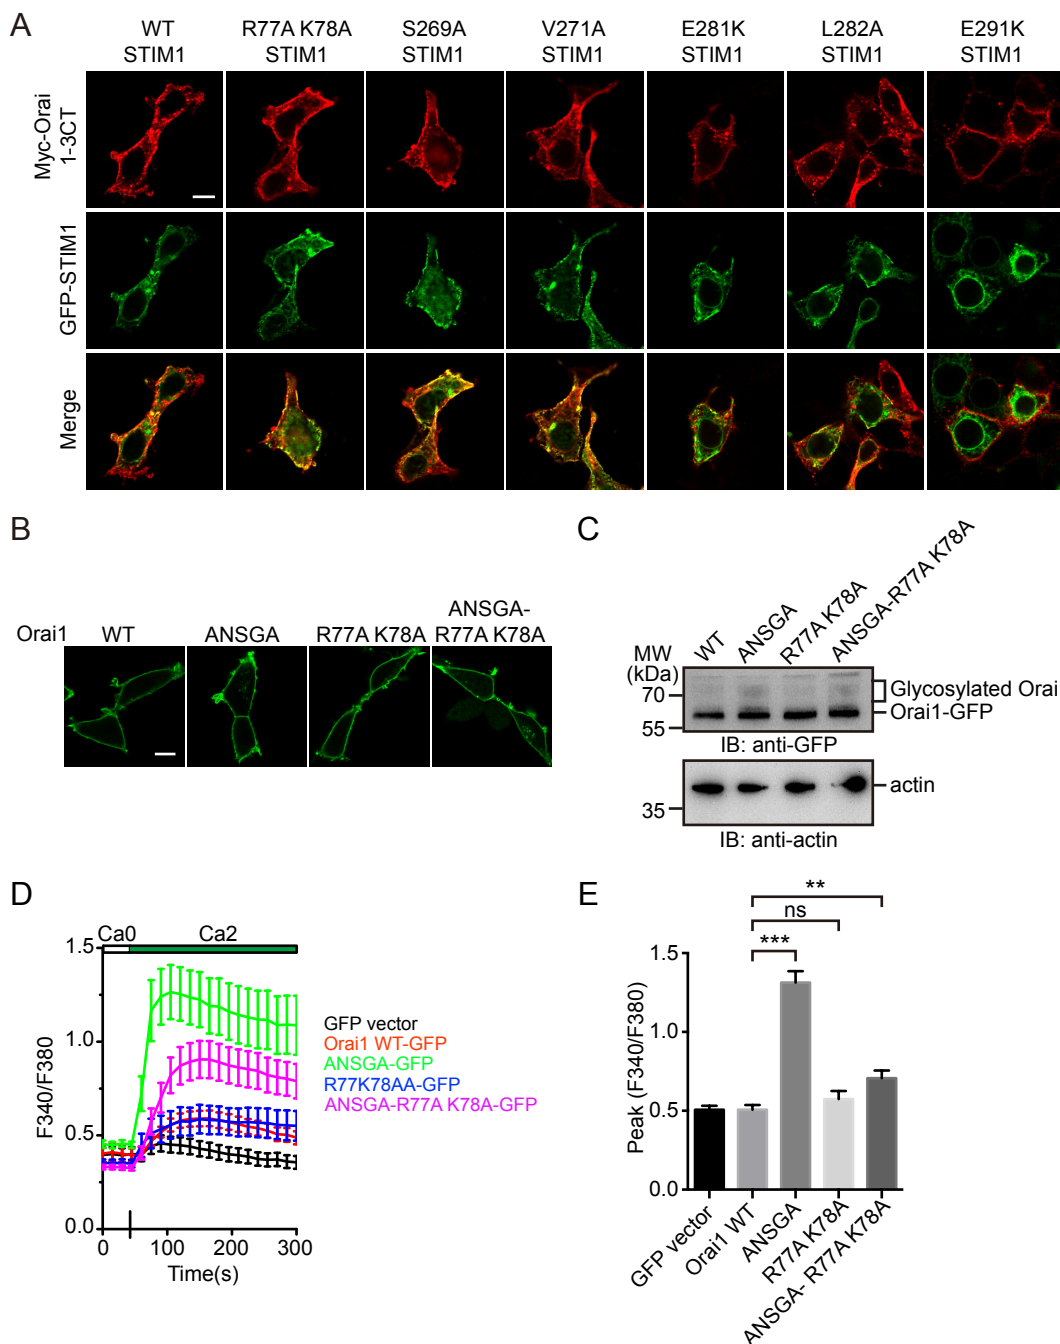 A
WT STIM1
R77A K78A STIM1
S269A STIM1
V271A STIM1
E281K STIM1
L282A STIM1
E291K STIM1
Myc-Orai 1-3CT
GFP-STIM1
Merge
B
Orai1
WT
ANSGA
R77A K78A
ANSGA-
R77A K78A
C
WT
ANSGA
R77A K78A
ANSGA-R77A K78A
MW
(kDa)
70
55
Glycosylated Orai
Orai1-GFP
IB: anti-GFP
35
actin
IB: anti-actin
D
Ca0
Ca2
1.5
1.0
0.5
0.0
F340/F380
0
100
200
300
Time(s)
GFP vector
Orai1 WT-GFP
ANSGA-GFP
R77K78AA-GFP
ANSGA-R77A K78A-GFP
E
**
ns
***
1.5
1.0
0.5
0.0
Peak (F340/F380)
GFP vector
Orai1 WT
ANSGA
R77A K78A
ANSGA- R77A K78A